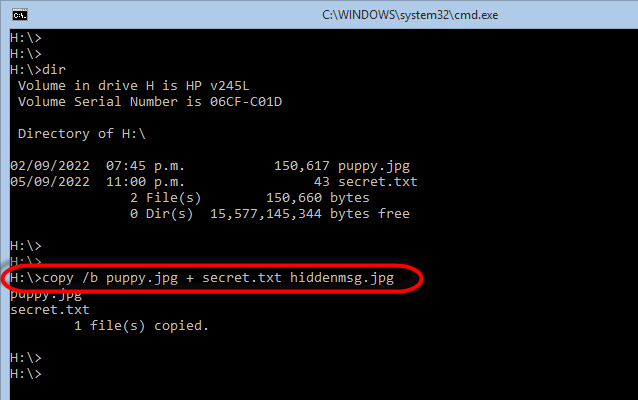 C:\WINDOWS\system32\cmd.exe
H:\>
H:\>
H:\>dir
 Volume in drive H is HP v245L
 Volume Serial Number is 06CF-C01D
 Directory of H:\
02/09/2022  07:45 p.m.           150,617 puppy.jpg
05/09/2022  11:00 p.m.                43 secret.txt
               2 File(s)        150,660 bytes
               0 Dir(s)  15,577,145,344 bytes free
H:\>
H:\>
H:\>copy /b puppy.jpg + secret.txt hiddenmsg.jpg
puppy.jpg
secret.txt
        1 file(s) copied.
H:\>
H:\>